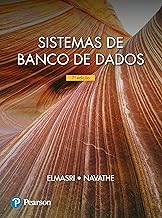 SISTEMAS DE
BANCO DE DADOS
7ª edição
ELMASRI • NAVATHE
Pearson